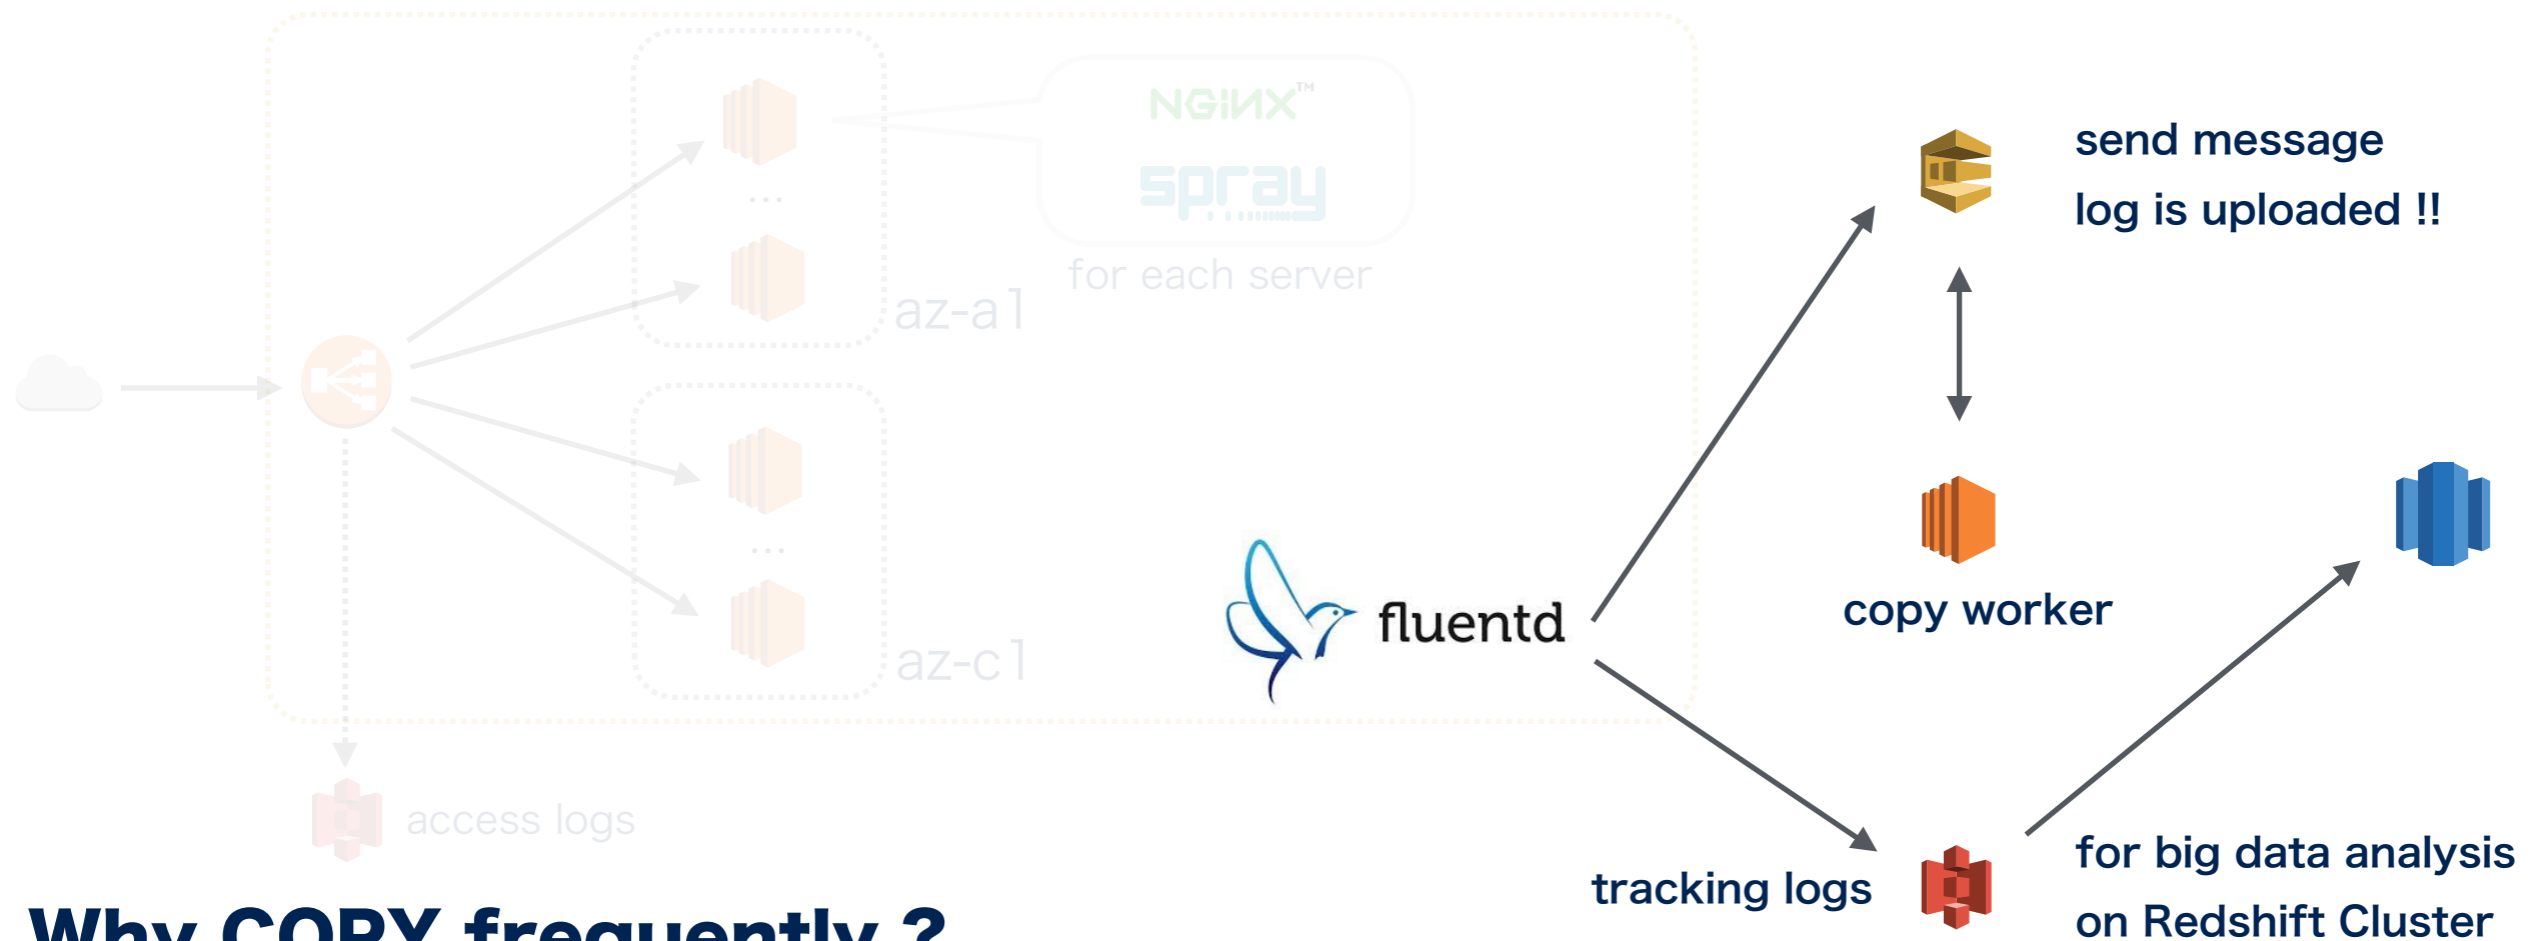 NGiNX™
spray
for each server
...
az-a1
...
az-c1
access logs
send message
log is uploaded !!
copy worker
fluentd
tracking logs
for big data analysis
on Redshift Cluster
Why COPY frequently ?